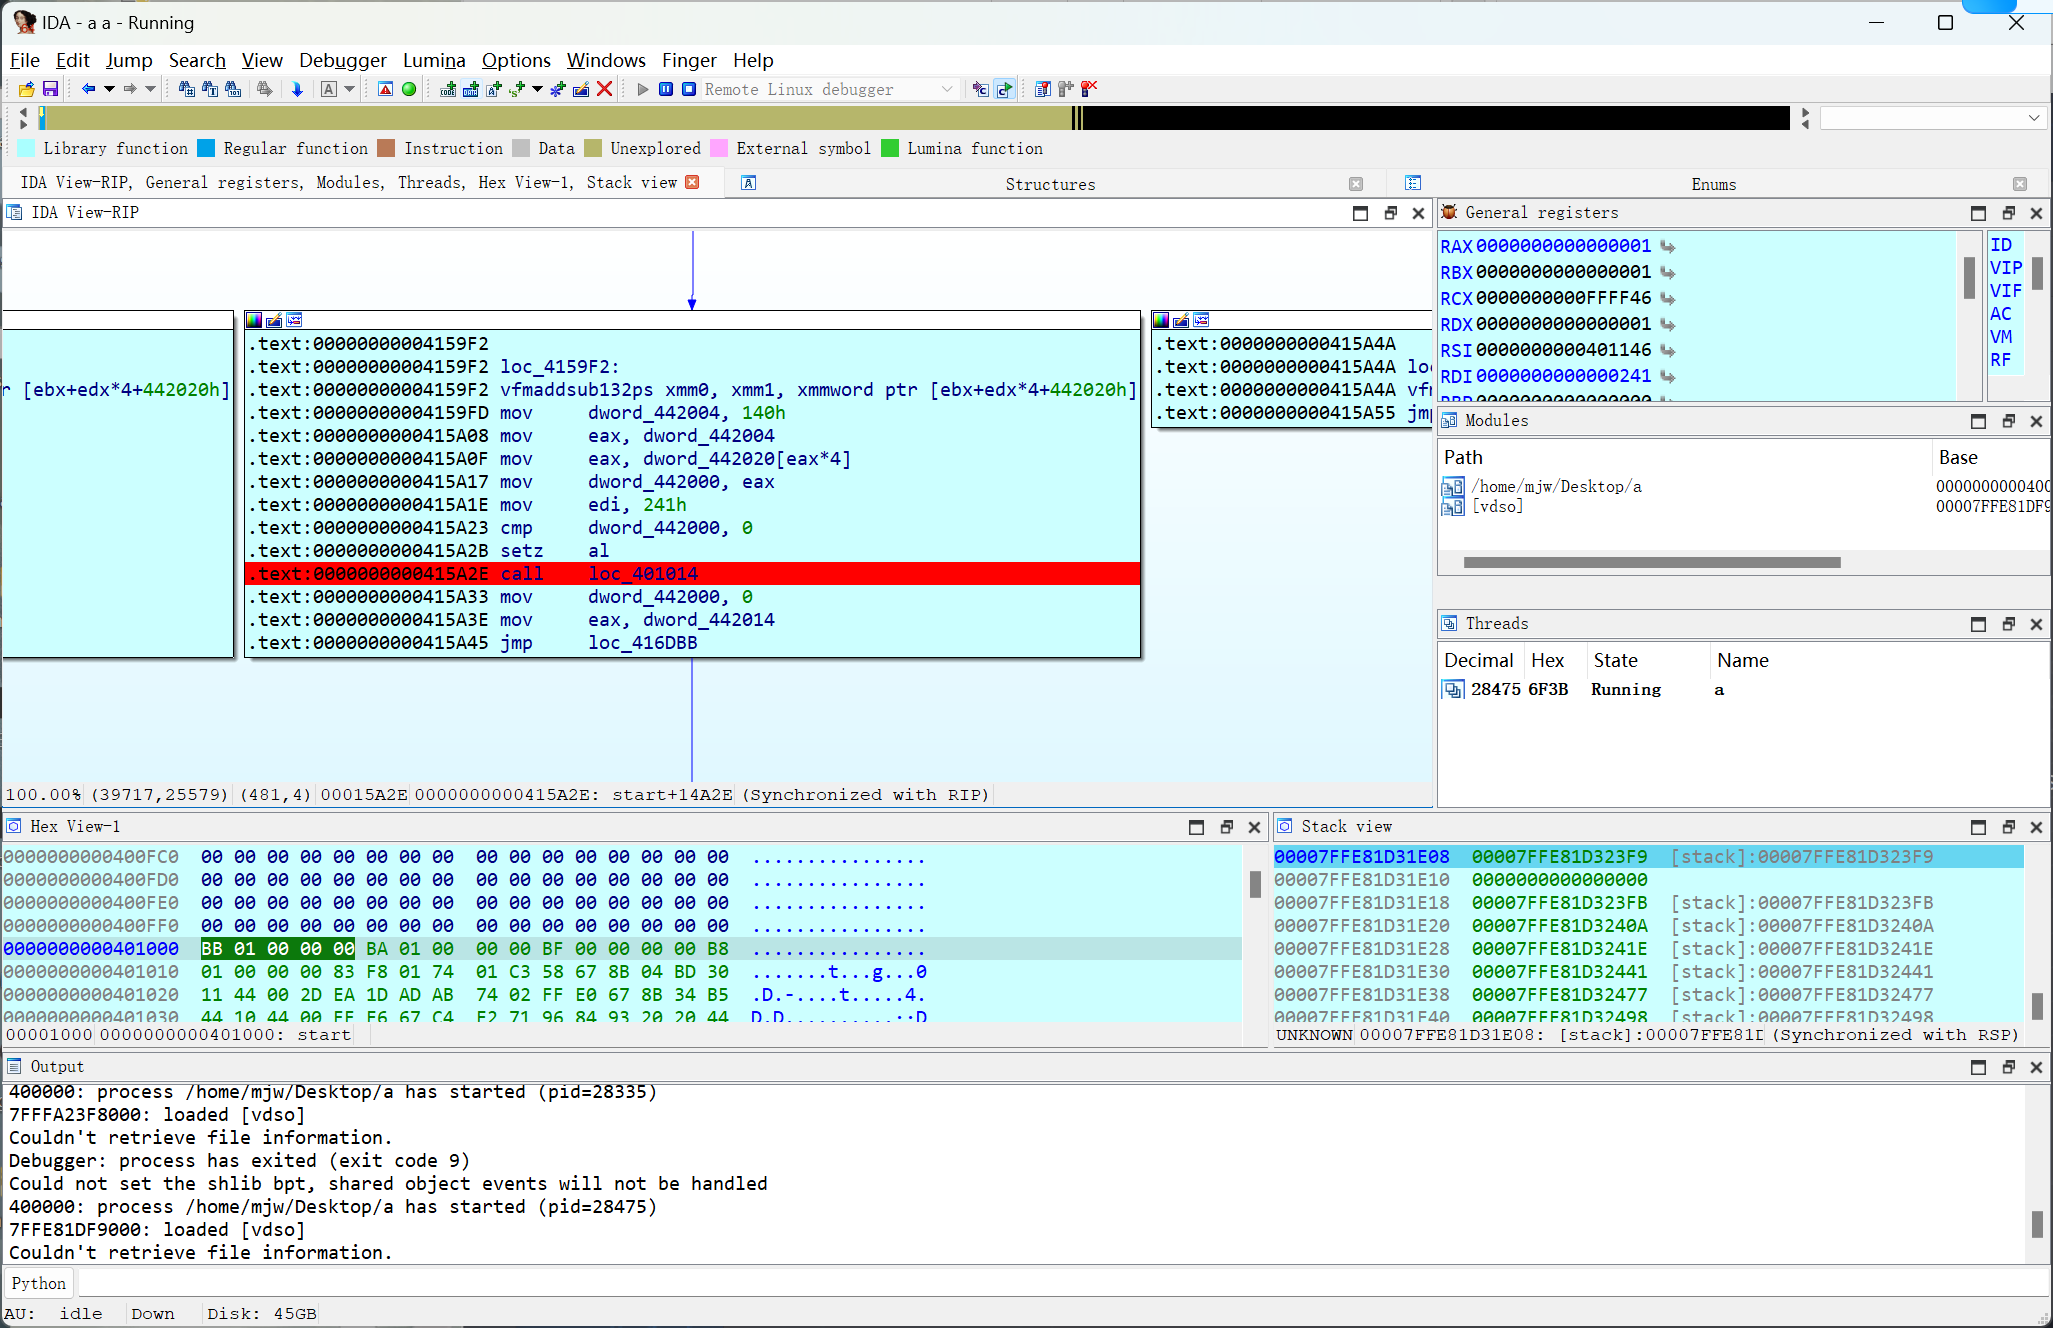 IDA - a a - Running
File Edit Jump Search View Debugger Lumina Options Windows Finger Help
Remote Linux debugger
Library function Regular function Instruction Data Unexplored External symbol Lumina function
IDA View-RIP, General registers, Modules, Threads, Hex View-1, Stack view
Structures
Enums
IDA View-RIP
r [ebx+edx*4+442020h]
.text:00000000004159F2
.text:00000000004159F2 loc_4159F2:
.text:00000000004159F2 vfmaddsub132ps xmm0, xmm1, xmmword ptr [ebx+edx*4+442020h]
.text:00000000004159FD mov dword_442004, 140h
.text:0000000000415A08 mov eax, dword_442004
.text:0000000000415A0F mov eax, dword_442020[eax*4]
.text:0000000000415A17 mov dword_442000, eax
.text:0000000000415A1E mov edi, 241h
.text:0000000000415A23 cmp dword_442000, 0
.text:0000000000415A2B setz al
.text:0000000000415A2E call loc_401014
.text:0000000000415A33 mov dword_442000, 0
.text:0000000000415A3E mov eax, dword_442014
.text:0000000000415A45 jmp loc_416DBB
.text:0000000000415A4A
.text:0000000000415A4A loc
.text:0000000000415A4A vfm
.text:0000000000415A55 jmp
100.00% (39717,25579) (481,4) 00015A2E 0000000000415A2E: start+14A2E (Synchronized with RIP)
General registers
RAX 0000000000000001
RBX 0000000000000001
RCX 0000000000FFFF46
RDX 0000000000000001
RSI 0000000000401146
RDI 0000000000000241
RBP 0000000000000000
ID
VIP
VIF
AC
VM
RF
Modules
Path Base
/home/mjw/Desktop/a 0000000000400
[vdso] 00007FFE81DF9
Threads
Decimal Hex State Name
28475 6F3B Running a
Hex View-1
0000000000400FC0 00 00 00 00 00 00 00 00 00 00 00 00 00 00 00 00 ................
0000000000400FD0 00 00 00 00 00 00 00 00 00 00 00 00 00 00 00 00 ................
0000000000400FE0 00 00 00 00 00 00 00 00 00 00 00 00 00 00 00 00 ................
0000000000400FF0 00 00 00 00 00 00 00 00 00 00 00 00 00 00 00 00 ................
0000000000401000 BB 01 00 00 00 BA 01 00 00 00 BF 00 00 00 00 B8 ................
0000000000401010 01 00 00 00 83 F8 01 74 01 C3 58 67 8B 04 BD 30 .......t...g...0
0000000000401020 11 44 00 2D EA 1D AD AB 74 02 FF E0 67 8B 34 B5 .D.-....t.....4.
0000000000401030 44 10 44 00 FF E6 67 C4 E2 71 96 84 93 20 20 44 D.D...........::D
00001000 0000000000401000: start
Stack view
00007FFE81D31E08 00007FFE81D323F9 [stack]:00007FFE81D323F9
00007FFE81D31E10 0000000000000000
00007FFE81D31E18 00007FFE81D323FB [stack]:00007FFE81D323FB
00007FFE81D31E20 00007FFE81D3240A [stack]:00007FFE81D3240A
00007FFE81D31E28 00007FFE81D3241E [stack]:00007FFE81D3241E
00007FFE81D31E30 00007FFE81D32441 [stack]:00007FFE81D32441
00007FFE81D31E38 00007FFE81D32477 [stack]:00007FFE81D32477
00007FFE81D31E40 00007FFE81D32498 [stack]:00007FFE81D32498
UNKNOWN 00007FFE81D31E08: [stack]:00007FFE81D (Synchronized with RSP)
Output
400000: process /home/mjw/Desktop/a has started (pid=28335)
7FFFA23F8000: loaded [vdso]
Couldn't retrieve file information.
Debugger: process has exited (exit code 9)
Could not set the shlib bpt, shared object events will not be handled
400000: process /home/mjw/Desktop/a has started (pid=28475)
7FFE81DF9000: loaded [vdso]
Couldn't retrieve file information.
Python
AU: idle Down Disk: 45GB